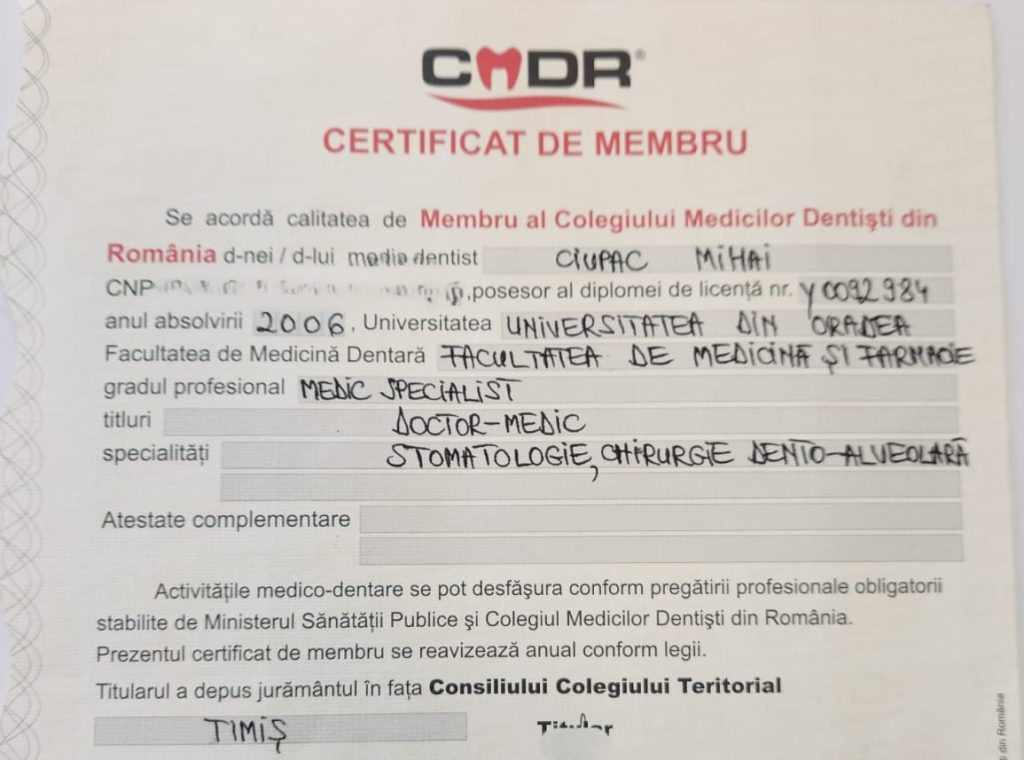 CMDR®
CERTIFICAT DE MEMBRU
Se acordă calitatea de Membru al Colegiului Medicilor Dentişti din
România d-nei / d-lui medic dentist CIUPAC MIHAI
CNP ,posesor al diplomei de licenţă nr. Y0092984
anul absolvirii 2006, Universitatea UNIVERSITATEA DIN ORADEA
Facultatea de Medicină Dentară FACULTATEA DE MEDICINĂ ŞI FARMACIE
gradul profesional MEDIC SPECIALIST
titluri DOCTOR-MEDIC
specialităţi STOMATOLOGIE, CHIRURGIE DENTO-ALVEOLARĂ
Atestate complementare
Activităţile medico-dentare se pot desfăşura conform pregătirii profesionale obligatorii
stabilite de Ministerul Sănătăţii Publice şi Colegiul Medicilor Dentişti din România.
Prezentul certificat de membru se reavizează anual conform legii.
Titularul a depus jurământul în faţa Consiliului Colegiului Teritorial
TIMIŞ
din România